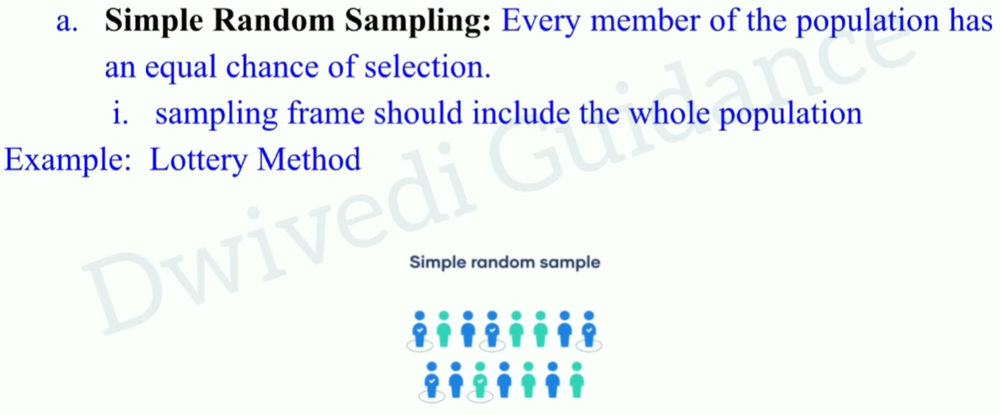 a. Simple Random Sampling: Every member of the population has
an equal chance of selection.
i. sampling frame should include the whole population
Example: Lottery Method
Dwivedi Guidance
Simple random sample